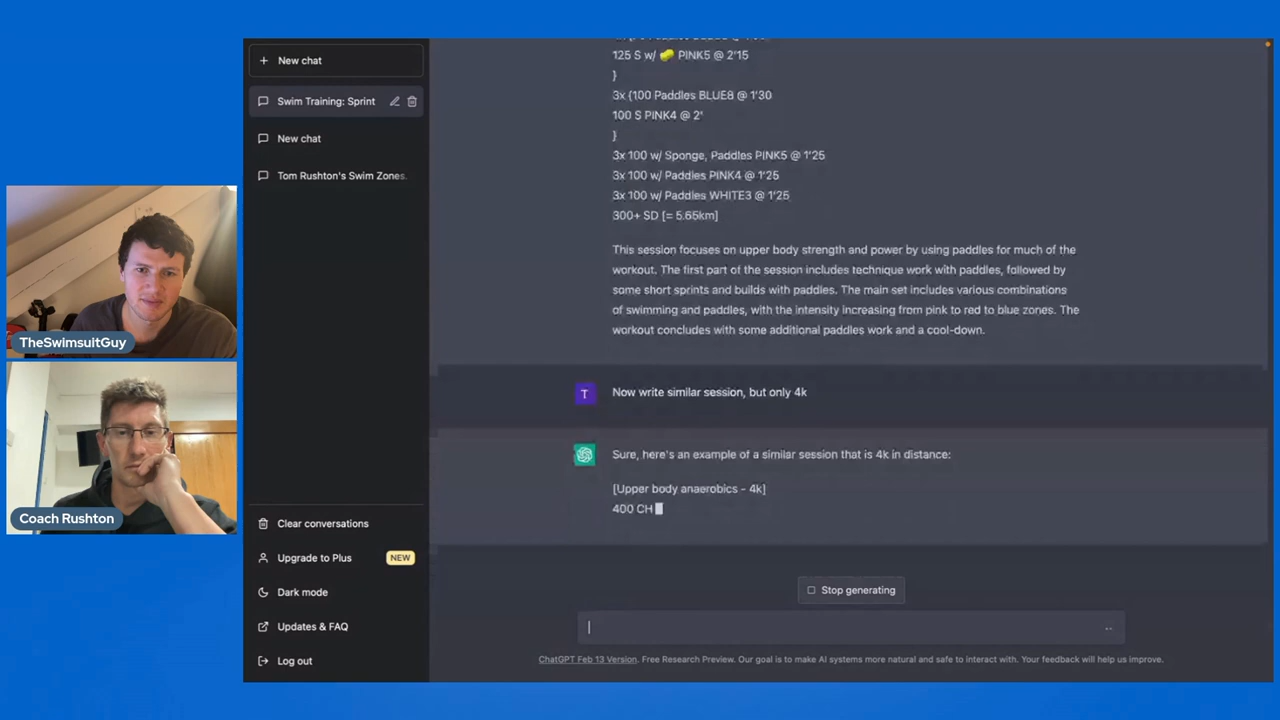 New chat
Swim Training: Sprint
New chat
Tom Rushton's Swim Zones.
TheSwimsuitGuy
Coach Rushton
Clear conversations
Upgrade to Plus NEW
Dark mode
Updates & FAQ
Log out
125 S w/ PINK5 @ 2'15
}
3x {100 Paddles BLUE8 @ 1'30
100 S PINK4 @ 2'
}
3x 100 w/ Sponge, Paddles PINK5 @ 1'25
3x 100 w/ Paddles PINK4 @ 1'25
3x 100 w/ Paddles WHITE3 @ 1'25
300+ SD [= 5.65km]
This session focuses on upper body strength and power by using paddles for much of the
workout. The first part of the session includes technique work with paddles, followed by
some short sprints and builds with paddles. The main set includes various combinations
of swimming and paddles, with the intensity increasing from pink to red to blue zones. The
workout concludes with some additional paddles work and a cool-down.
T
Now write similar session, but only 4k
Sure, here's an example of a similar session that is 4k in distance:
[Upper body anaerobics - 4k]
400 CH
Stop generating
ChatGPT Feb 13 Version. Free Research Preview. Our goal is to make AI systems more natural and safe to interact with. Your feedback will help us improve.